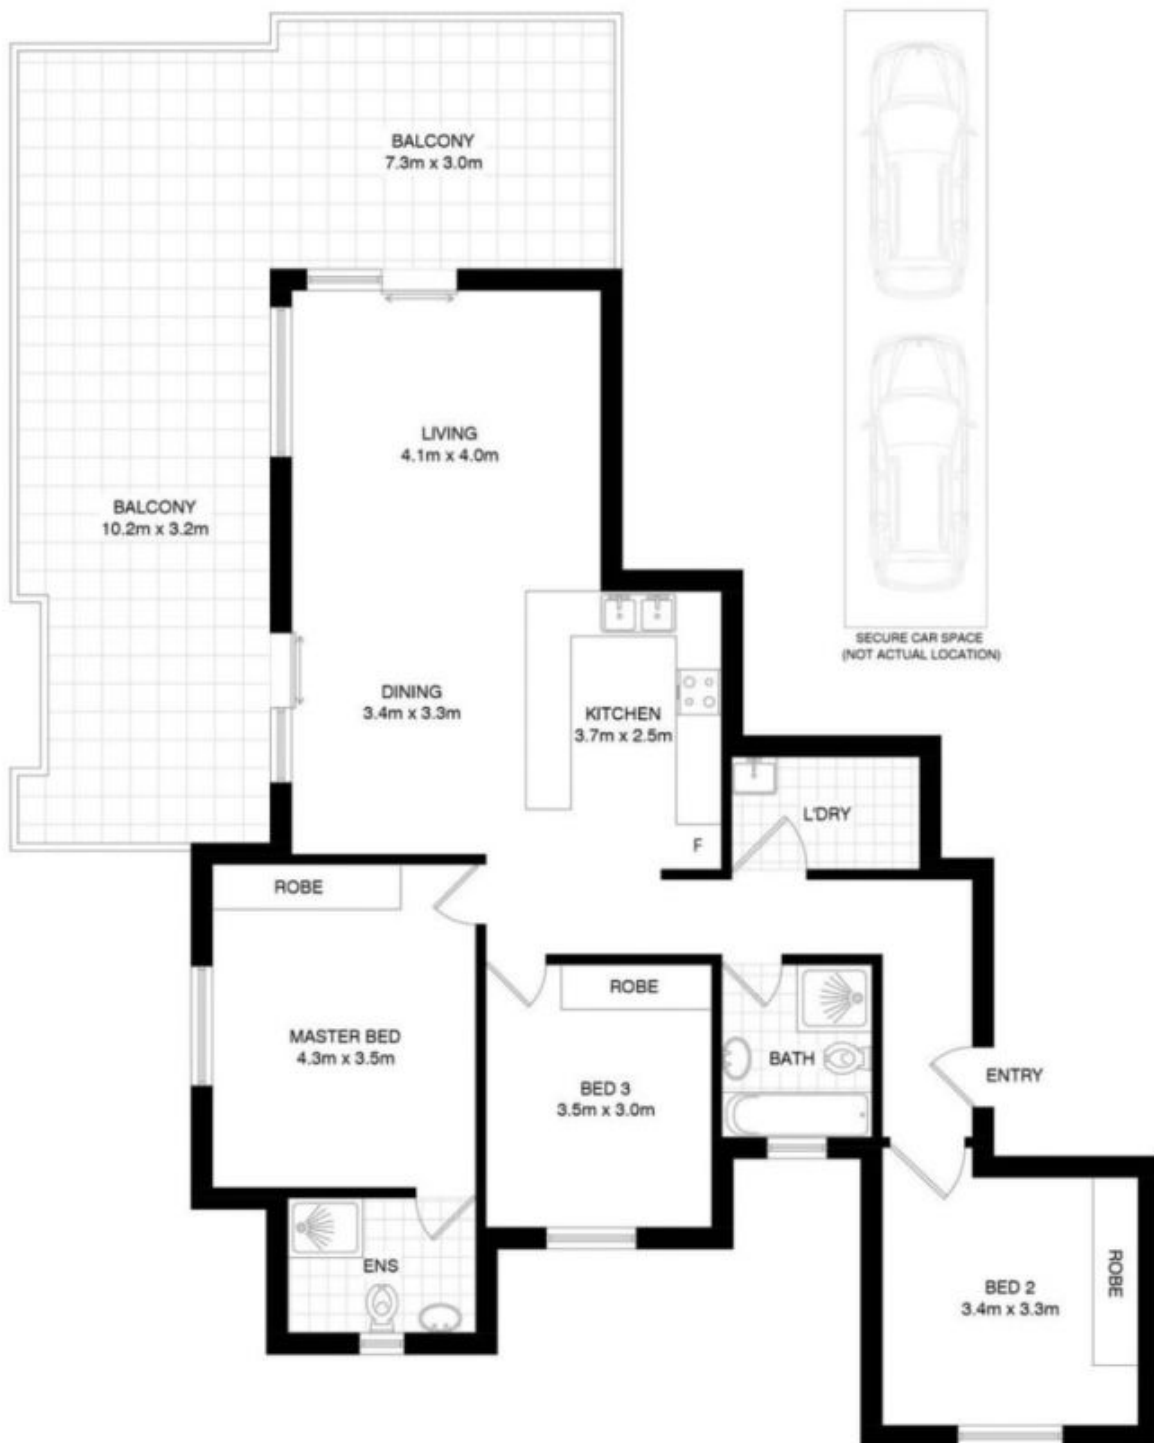 BALCONY
7.3m x 3.0m
LIVING
4.1m x 4.0m
BALCONY
10.2m x 3.2m
SECURE CAR SPACE
(NOT ACTUAL LOCATION)
DINING
3.4m x 3.3m
KITCHEN
3.7m x 2.5m
L'DRY
F
ROBE
ROBE
MASTER BED
4.3m x 3.5m
BATH
ENTRY
BED 3
3.5m x 3.0m
ENS
ROBE
BED 2
3.4m x 3.3m